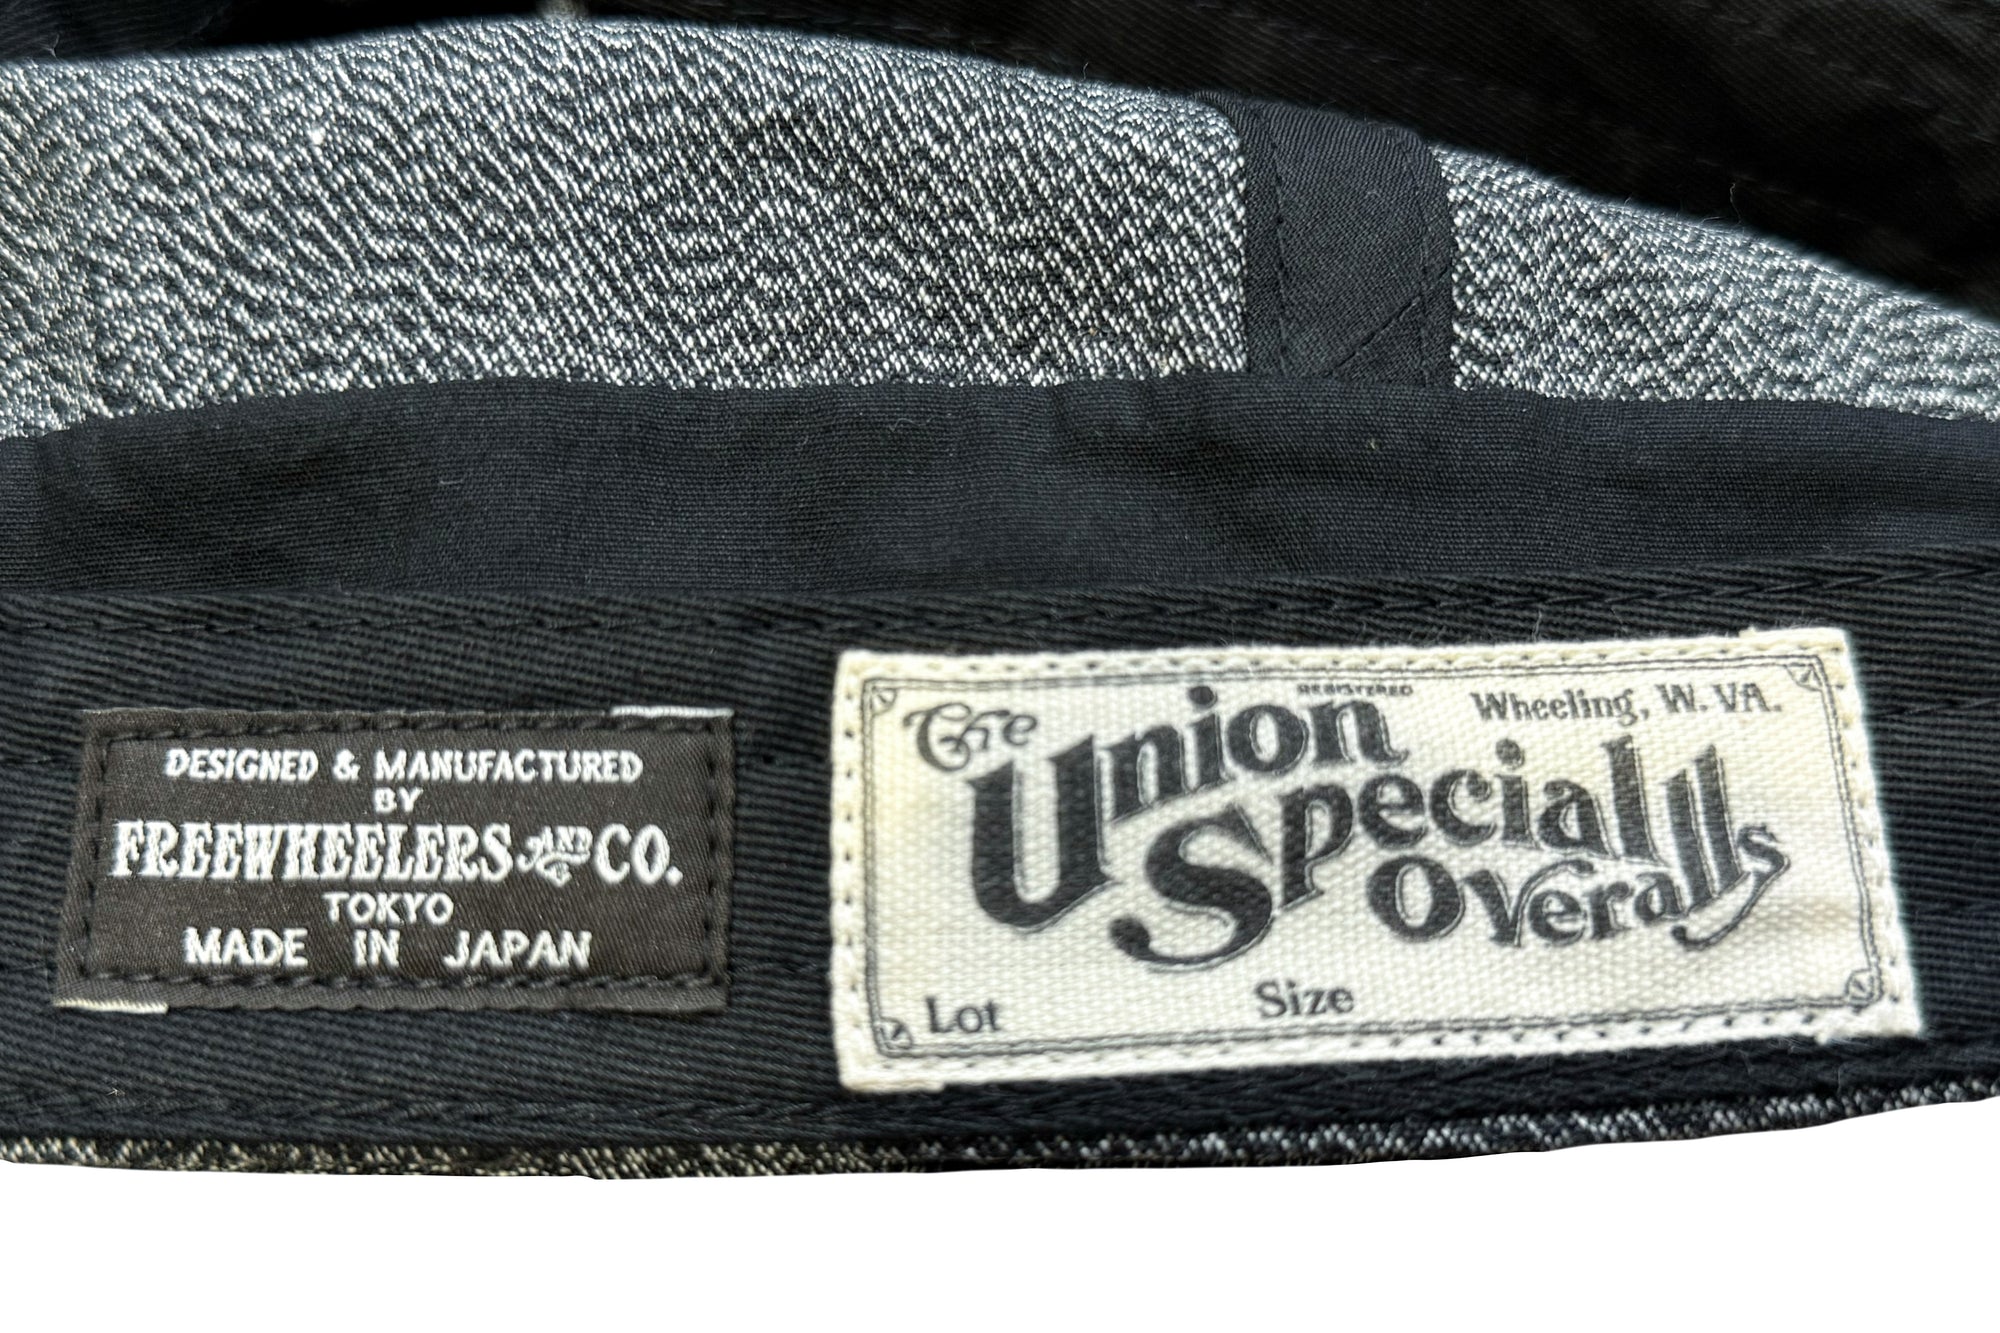 DESIGNED & MANUFACTURED
BY
FREEWHEELERS AND CO.
TOKYO
MADE IN JAPAN
REGISTERED
Wheeling, W. VA.
The Union
Special
Overalls
Lot Size